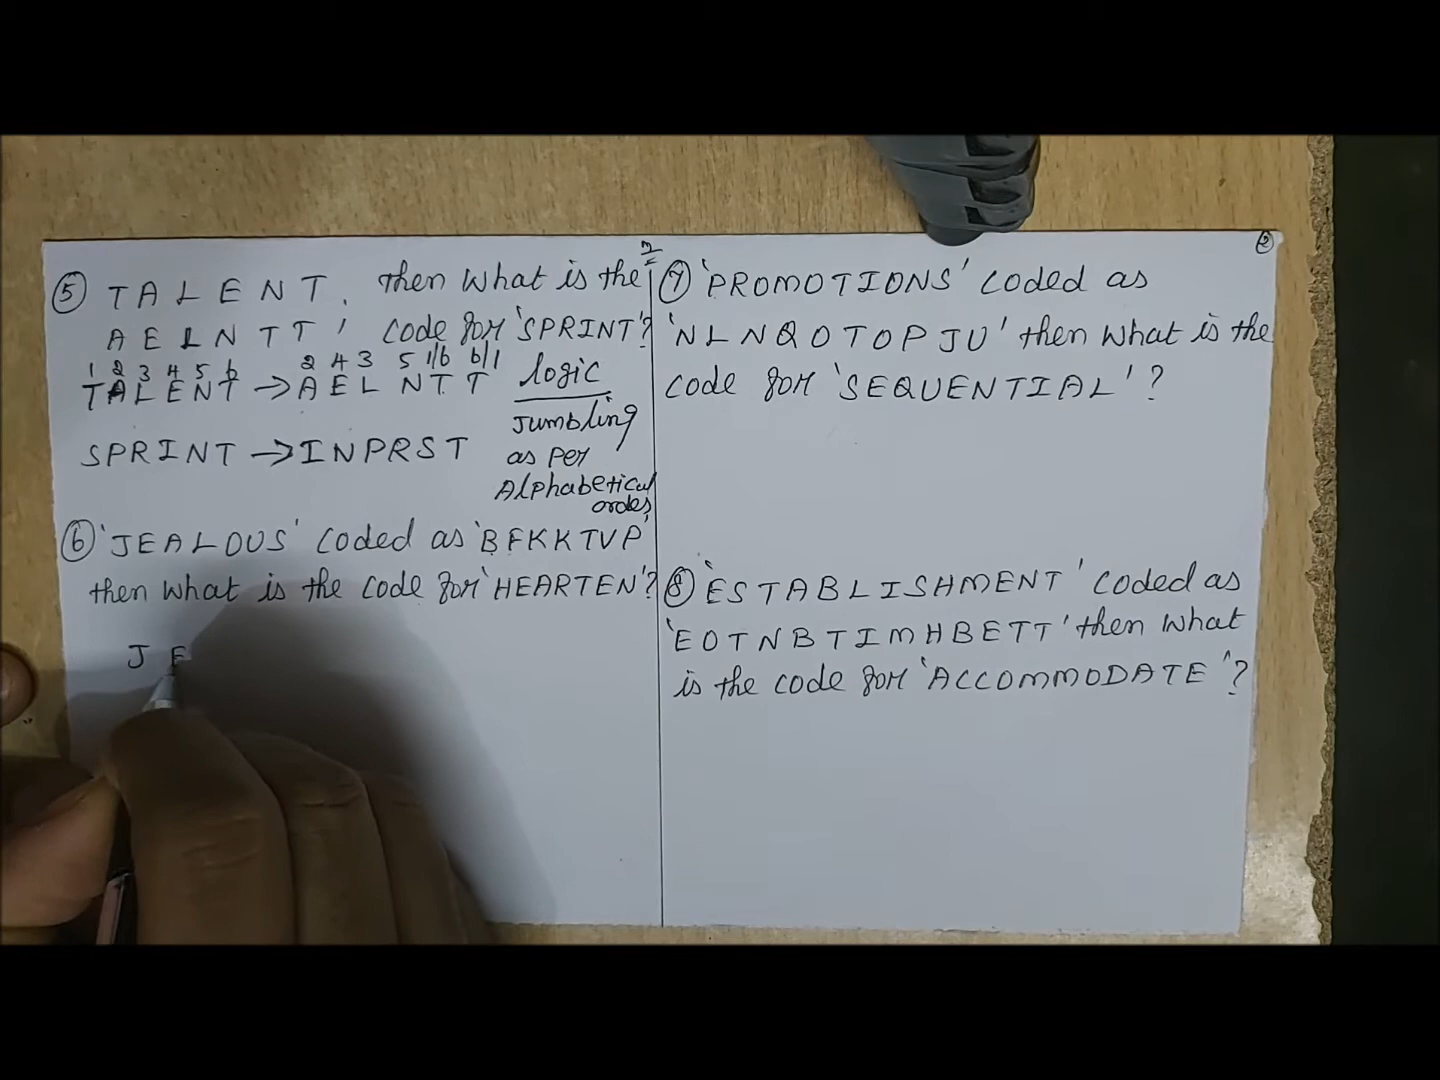 ⑤ TALENT, then what is the
AELNTT' code for 'SPRINT'?
1 2 3 4 5 6 2 4 3 5 1/6 6/1
TALENT → AELNTT
SPRINT → INPRST
logic
Jumbling
as per
Alphabetical
order
⑥ 'JEALOUS' coded as 'BFKKTVP'
then what is the code for 'HEARTEN'?
J E
②
⑦ 'PROMOTIONS' coded as
'NLNQOTOPJU' then what is the
code for 'SEQUENTIAL'?
⑧ 'ESTABLISHMENT' coded as
'EOTNBTIMHBETT' then what
is the code for 'ACCOMMODATE'?